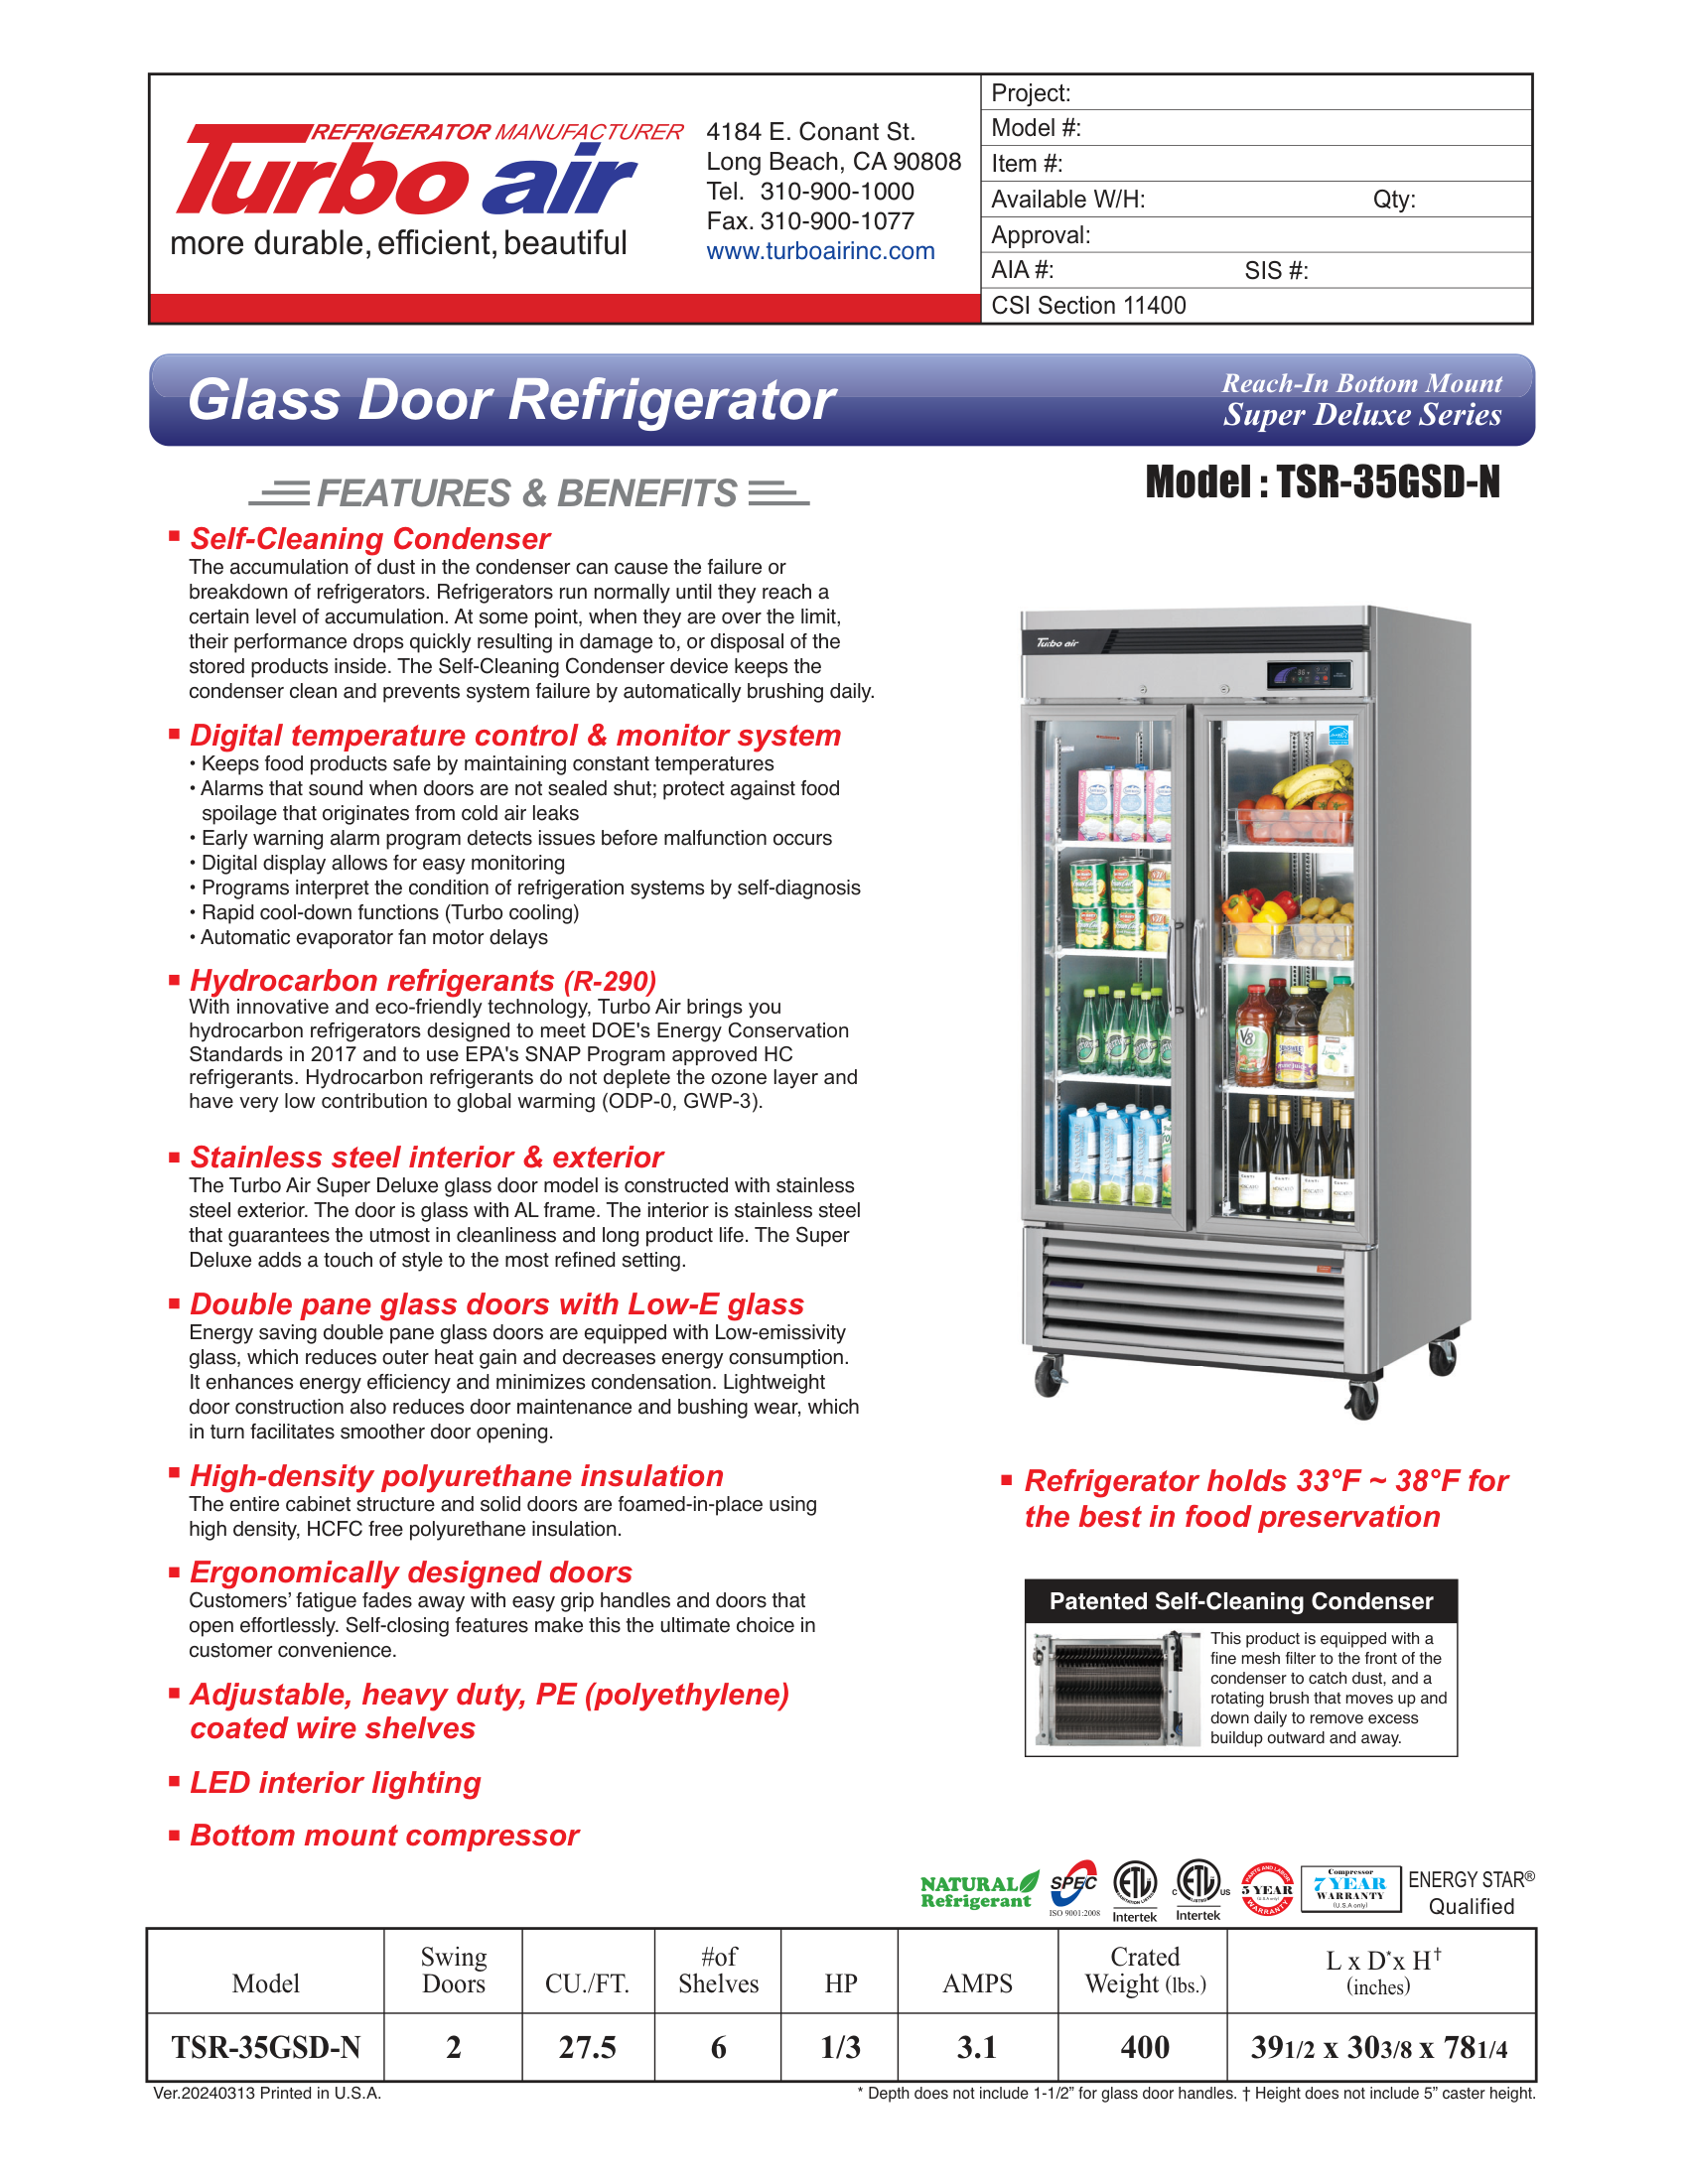 REFRIGERATOR MANUFACTURER
Turbo air
more durable, efficient, beautiful
4184 E. Conant St.
Long Beach, CA 90808
Tel. 310-900-1000
Fax. 310-900-1077
www.turboairinc.com
Project:
Model #:
Item #:
Available W/H: Qty:
Approval:
AIA #: SIS #:
CSI Section 11400
Glass Door Refrigerator
Reach-In Bottom Mount
Super Deluxe Series
FEATURES & BENEFITS
Model : TSR-35GSD-N
Self-Cleaning Condenser
The accumulation of dust in the condenser can cause the failure or
breakdown of refrigerators. Refrigerators run normally until they reach a
certain level of accumulation. At some point, when they are over the limit,
their performance drops quickly resulting in damage to, or disposal of the
stored products inside. The Self-Cleaning Condenser device keeps the
condenser clean and prevents system failure by automatically brushing daily.
Digital temperature control & monitor system
• Keeps food products safe by maintaining constant temperatures
• Alarms that sound when doors are not sealed shut; protect against food
spoilage that originates from cold air leaks
• Early warning alarm program detects issues before malfunction occurs
• Digital display allows for easy monitoring
• Programs interpret the condition of refrigeration systems by self-diagnosis
• Rapid cool-down functions (Turbo cooling)
• Automatic evaporator fan motor delays
Hydrocarbon refrigerants (R-290)
With innovative and eco-friendly technology, Turbo Air brings you
hydrocarbon refrigerators designed to meet DOE's Energy Conservation
Standards in 2017 and to use EPA's SNAP Program approved HC
refrigerants. Hydrocarbon refrigerants do not deplete the ozone layer and
have very low contribution to global warming (ODP-0, GWP-3).
Stainless steel interior & exterior
The Turbo Air Super Deluxe glass door model is constructed with stainless
steel exterior. The door is glass with AL frame. The interior is stainless steel
that guarantees the utmost in cleanliness and long product life. The Super
Deluxe adds a touch of style to the most refined setting.
Double pane glass doors with Low-E glass
Energy saving double pane glass doors are equipped with Low-emissivity
glass, which reduces outer heat gain and decreases energy consumption.
It enhances energy efficiency and minimizes condensation. Lightweight
door construction also reduces door maintenance and bushing wear, which
in turn facilitates smoother door opening.
High-density polyurethane insulation
The entire cabinet structure and solid doors are foamed-in-place using
high density, HCFC free polyurethane insulation.
Ergonomically designed doors
Customers' fatigue fades away with easy grip handles and doors that
open effortlessly. Self-closing features make this the ultimate choice in
customer convenience.
Adjustable, heavy duty, PE (polyethylene)
coated wire shelves
LED interior lighting
Bottom mount compressor
Turbo air
V8
Refrigerator holds 33°F ~ 38°F for
the best in food preservation
Patented Self-Cleaning Condenser
This product is equipped with a
fine mesh filter to the front of the
condenser to catch dust, and a
rotating brush that moves up and
down daily to remove excess
buildup outward and away.
NATURAL
Refrigerant
SPEC
ISO 9001:2008
ETL
SANITATION LISTED
Intertek
C ETL US
LISTED
Intertek
PARTS AND LABOR
5 YEAR
(U.S.A only)
WARRANTY
Compressor
7 YEAR
WARRANTY
(U.S.A only)
ENERGY STAR®
Qualified
Model Swing Doors CU./FT. #of Shelves HP AMPS Crated Weight (lbs.) L x D* x H† (inches)
TSR-35GSD-N 2 27.5 6 1/3 3.1 400 39 1/2 x 30 3/8 x 78 1/4
Ver.20240313 Printed in U.S.A.
* Depth does not include 1-1/2” for glass door handles. † Height does not include 5” caster height.